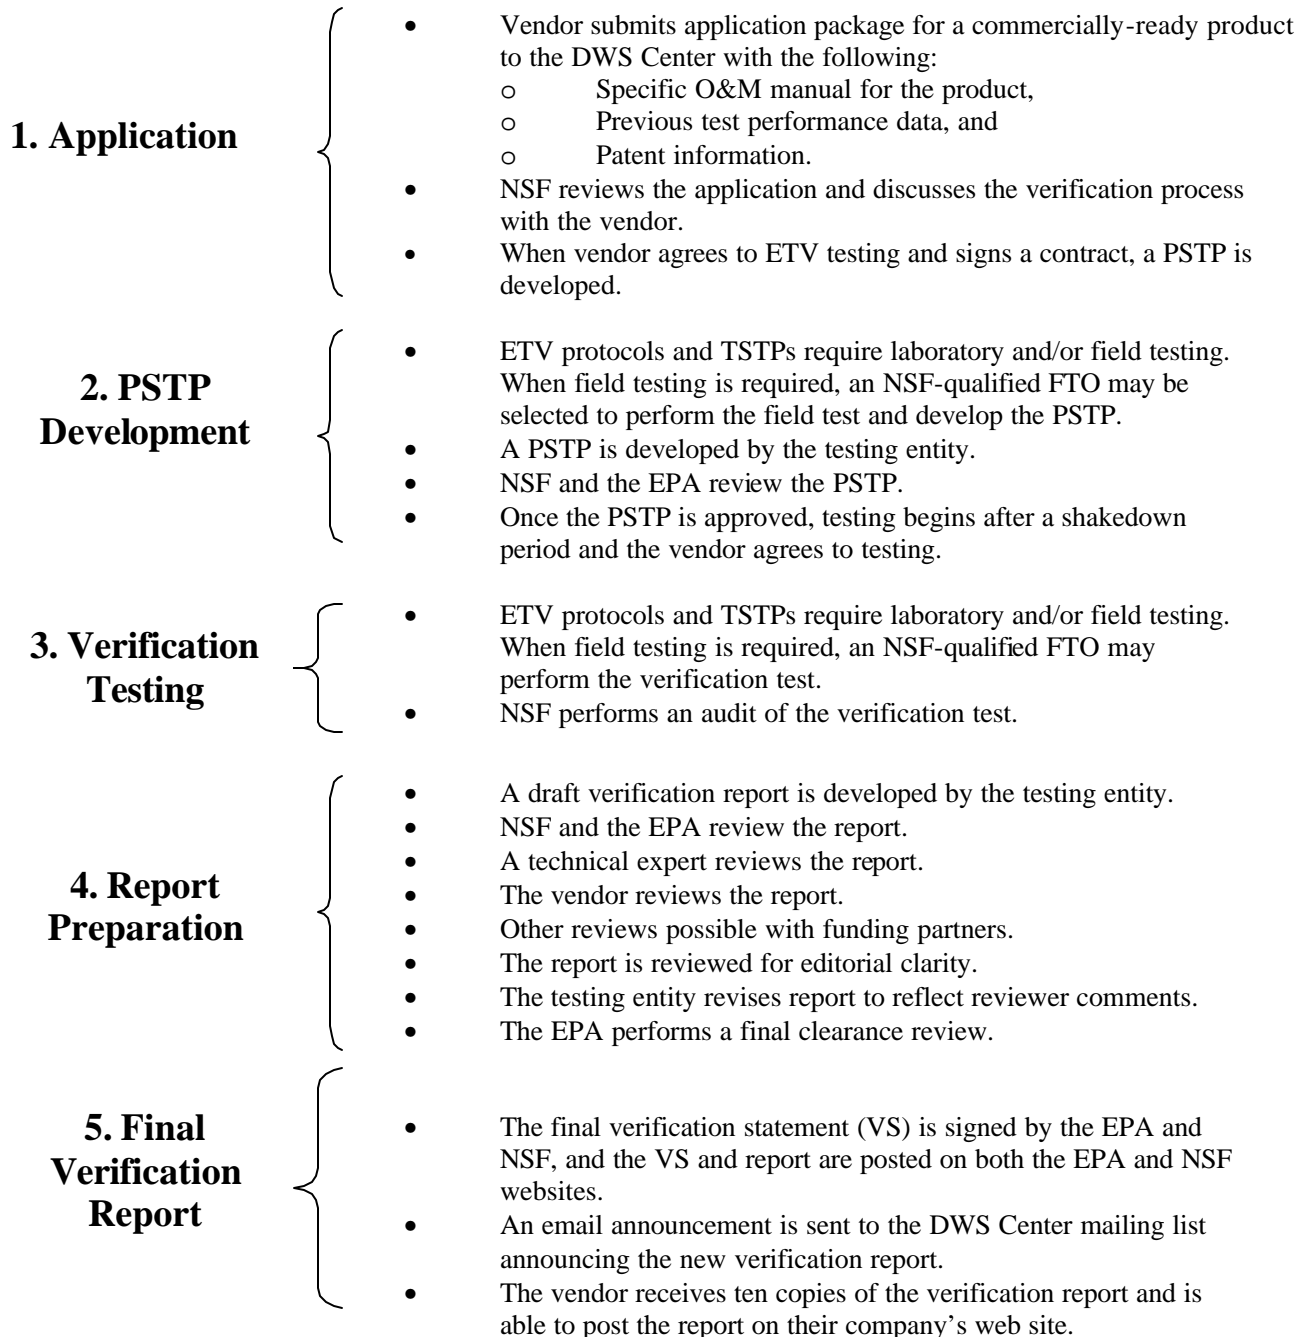 1. Application
• Vendor submits application package for a commercially-ready product
to the DWS Center with the following:
o Specific O&M manual for the product,
o Previous test performance data, and
o Patent information.
• NSF reviews the application and discusses the verification process
with the vendor.
• When vendor agrees to ETV testing and signs a contract, a PSTP is
developed.
2. PSTP
Development
• ETV protocols and TSTPs require laboratory and/or field testing.
When field testing is required, an NSF-qualified FTO may be
selected to perform the field test and develop the PSTP.
• A PSTP is developed by the testing entity.
• NSF and the EPA review the PSTP.
• Once the PSTP is approved, testing begins after a shakedown
period and the vendor agrees to testing.
3. Verification
Testing
• ETV protocols and TSTPs require laboratory and/or field testing.
When field testing is required, an NSF-qualified FTO may
perform the verification test.
• NSF performs an audit of the verification test.
4. Report
Preparation
• A draft verification report is developed by the testing entity.
• NSF and the EPA review the report.
• A technical expert reviews the report.
• The vendor reviews the report.
• Other reviews possible with funding partners.
• The report is reviewed for editorial clarity.
• The testing entity revises report to reflect reviewer comments.
• The EPA performs a final clearance review.
5. Final
Verification
Report
• The final verification statement (VS) is signed by the EPA and
NSF, and the VS and report are posted on both the EPA and NSF
websites.
• An email announcement is sent to the DWS Center mailing list
announcing the new verification report.
• The vendor receives ten copies of the verification report and is
able to post the report on their company's web site.